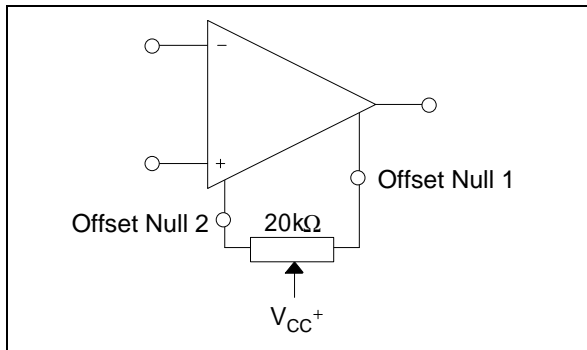 −
+
Offset Null 1
Offset Null 2
20kΩ
VCC+